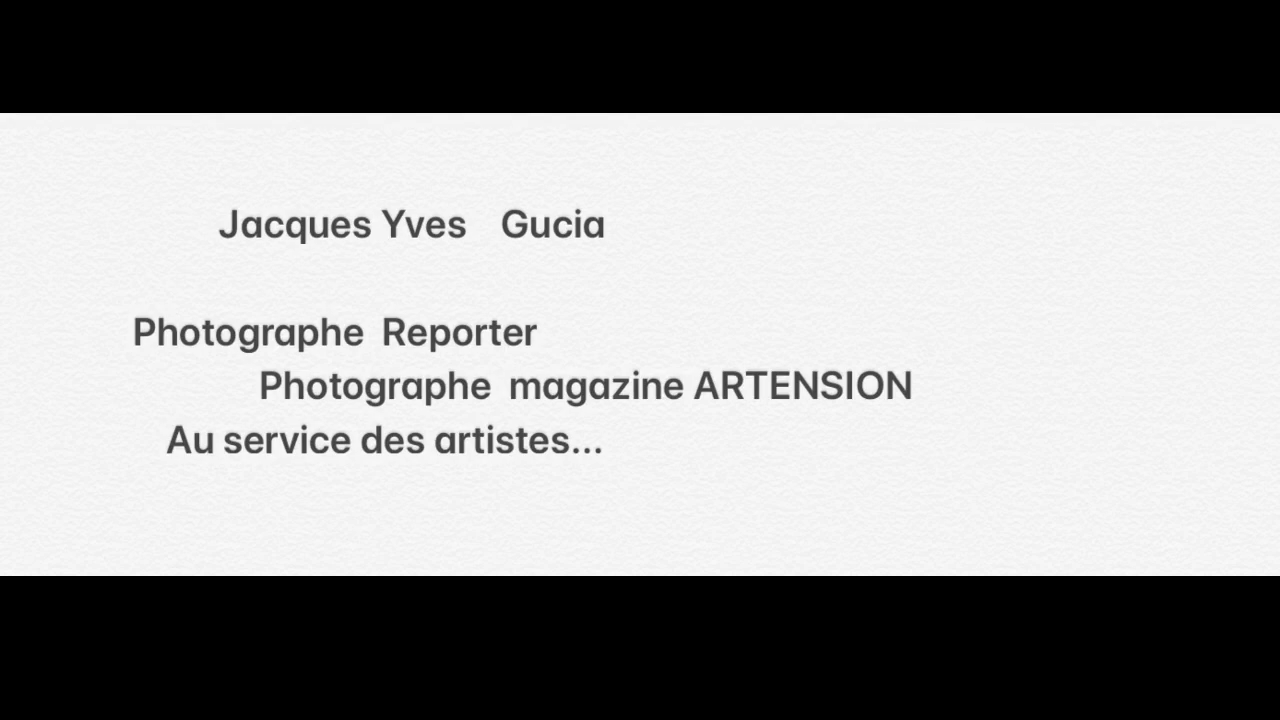 Jacques Yves Gucia
Photographe Reporter
Photographe magazine ARTENSION
Au service des artistes...